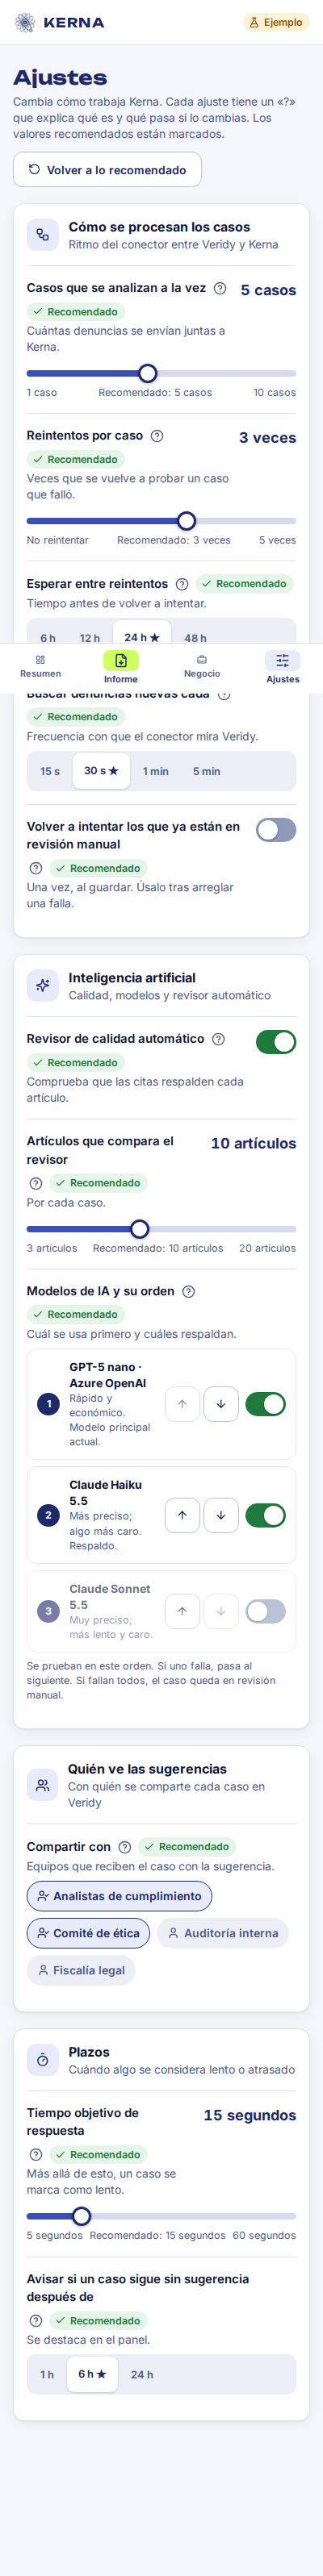 KERNA
Ejemplo
Ajustes
Cambia cómo trabaja Kerna. Cada ajuste tiene un «?»
que explica qué es y qué pasa si lo cambias. Los
valores recomendados están marcados.
Volver a lo recomendado
Cómo se procesan los casos
Ritmo del conector entre Veridy y Kerna
Casos que se analizan a la vez ? 5 casos
Recomendado
Cuántas denuncias se envían juntas a
Kerna.
1 caso Recomendado: 5 casos 10 casos
Reintentos por caso ? 3 veces
Recomendado
Veces que se vuelve a probar un caso
que falló.
No reintentar Recomendado: 3 veces 5 veces
Esperar entre reintentos ? Recomendado
Tiempo antes de volver a intentar.
6 h 12 h 24 h ★ 48 h
Resumen Informe Negocio Ajustes
Buscar denuncias nuevas cada ?
Recomendado
Frecuencia con que el conector mira Veridy.
15 s 30 s ★ 1 min 5 min
Volver a intentar los que ya están en
revisión manual
? Recomendado
Una vez, al guardar. Úsalo tras arreglar
una falla.
Inteligencia artificial
Calidad, modelos y revisor automático
Revisor de calidad automático ?
Recomendado
Comprueba que las citas respalden cada
artículo.
Artículos que compara el 10 artículos
revisor
? Recomendado
Por cada caso.
3 artículos Recomendado: 10 artículos 20 artículos
Modelos de IA y su orden ?
Recomendado
Cuál se usa primero y cuáles respaldan.
1
GPT-5 nano ·
Azure OpenAI
Rápido y
económico.
Modelo principal
actual.
2
Claude Haiku
5.5
Más preciso;
algo más caro.
Respaldo.
3
Claude Sonnet
5.5
Muy preciso;
más lento y caro.
Se prueban en este orden. Si uno falla, pasa al
siguiente. Si fallan todos, el caso queda en revisión
manual.
Quién ve las sugerencias
Con quién se comparte cada caso en
Veridy
Compartir con ? Recomendado
Equipos que reciben el caso con la sugerencia.
Analistas de cumplimiento
Comité de ética Auditoría interna
Fiscalía legal
Plazos
Cuándo algo se considera lento o atrasado
Tiempo objetivo de 15 segundos
respuesta
? Recomendado
Más allá de esto, un caso se
marca como lento.
5 segundos Recomendado: 15 segundos 60 segundos
Avisar si un caso sigue sin sugerencia
después de
? Recomendado
Se destaca en el panel.
1 h 6 h ★ 24 h